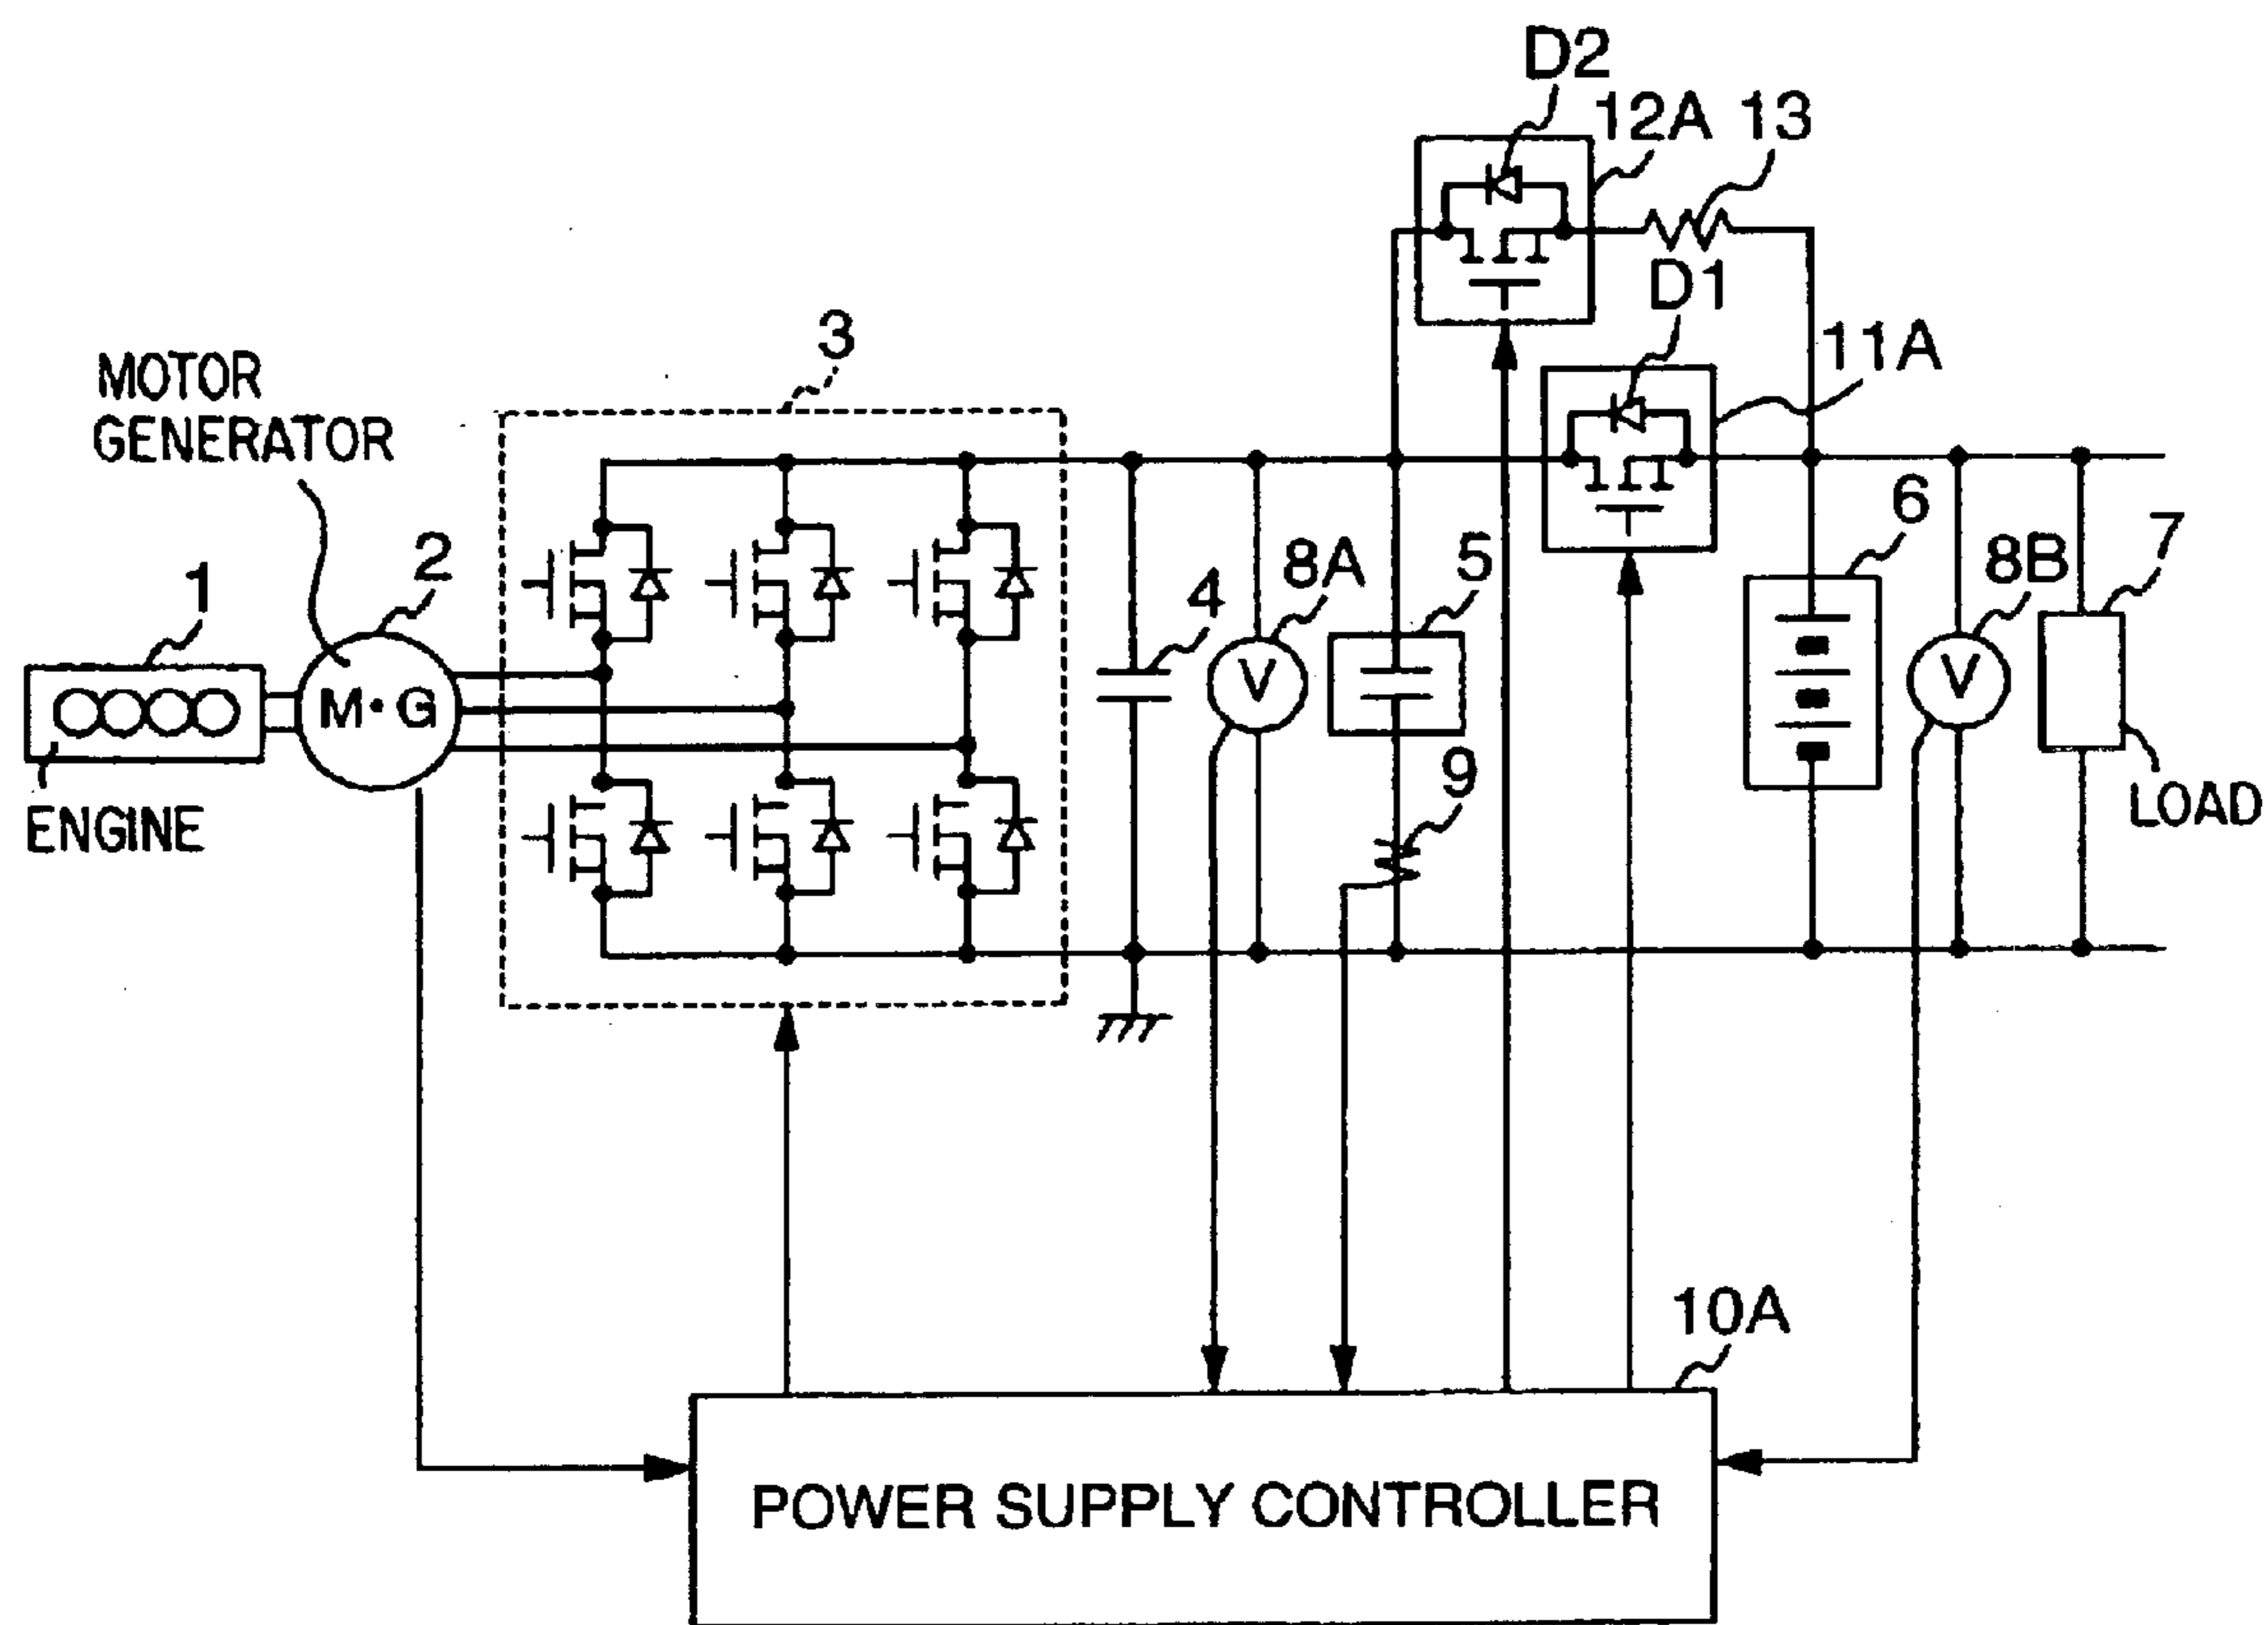 D2
12A 13
D1
3
11A
MOTOR
GENERATOR
6
2
8A
5
8B
7
1
4
V
V
M·G
9
ENGINE
LOAD
10A
POWER SUPPLY CONTROLLER